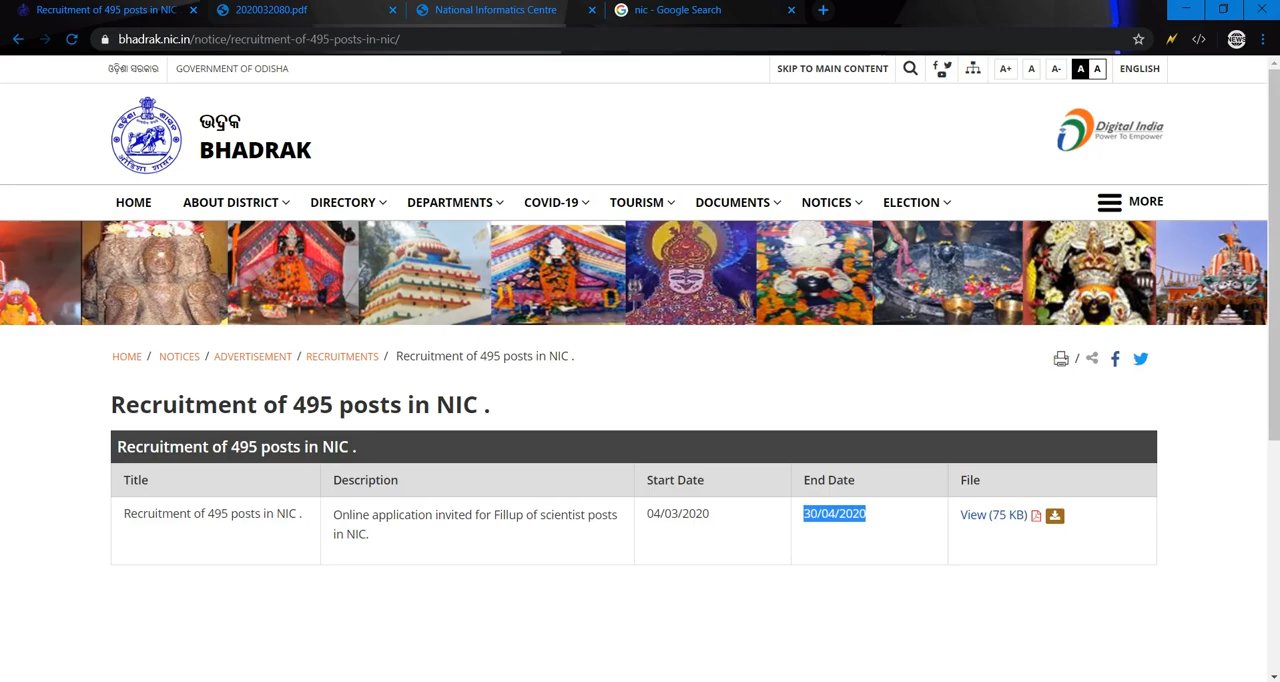 Recruitment of 495 posts in NIC
2020032080.pdf
National Informatics Centre
nic - Google Search
bhadrak.nic.in/notice/recruitment-of-495-posts-in-nic/
NEWS
ଓଡ଼ିଶା ସରକାର
GOVERNMENT OF ODISHA
SKIP TO MAIN CONTENT
A+
A
A-
A
A
ENGLISH
ଭଦ୍ରକ
BHADRAK
Digital India
Power To Empower
HOME
ABOUT DISTRICT
DIRECTORY
DEPARTMENTS
COVID-19
TOURISM
DOCUMENTS
NOTICES
ELECTION
MORE
HOME / NOTICES / ADVERTISEMENT / RECRUITMENTS / Recruitment of 495 posts in NIC .
/
Recruitment of 495 posts in NIC .
Recruitment of 495 posts in NIC .
Title Description Start Date End Date File
Recruitment of 495 posts in NIC . Online application invited for Fillup of scientist posts 04/03/2020 30/04/2020 View (75 KB)
in NIC.